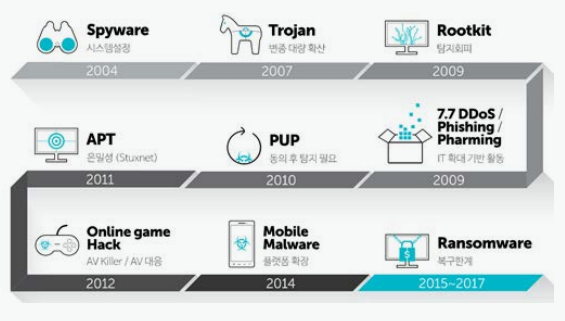 Spyware
시스템설정
2004
Trojan
변종 대량 확산
2007
Rootkit
탐지회피
2009
7.7 DDoS /
Phishing /
Pharming
IT 확대 기반 활동
2009
PUP
동의 후 탐지 필요
2010
APT
은밀성 (Stuxnet)
2011
Online game
Hack
AV Killer / AV 대응
2012
Mobile
Malware
플랫폼 확장
2014
Ransomware
복구한계
2015~2017